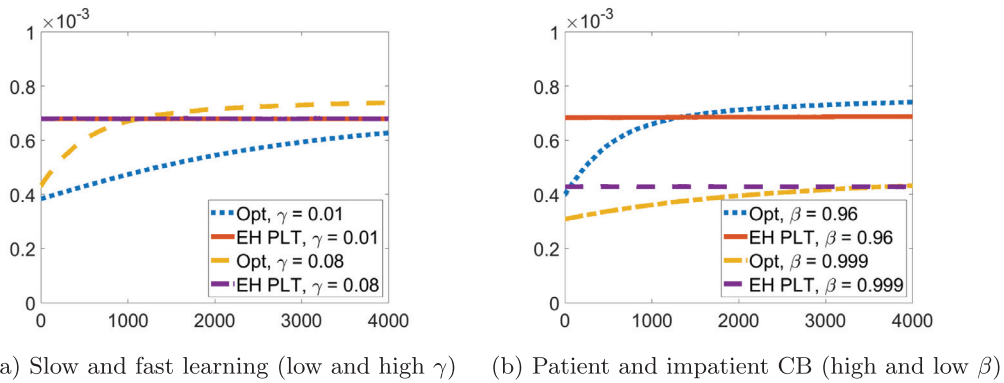 ×10⁻³
1
0.8
0.6
0.4
0.2
0
0 1000 2000 3000 4000
Opt, γ = 0.01
EH PLT, γ = 0.01
Opt, γ = 0.08
EH PLT, γ = 0.08
×10⁻³
1
0.8
0.6
0.4
0.2
0
0 1000 2000 3000 4000
Opt, β = 0.96
EH PLT, β = 0.96
Opt, β = 0.999
EH PLT, β = 0.999
a) Slow and fast learning (low and high γ)
(b) Patient and impatient CB (high and low β)